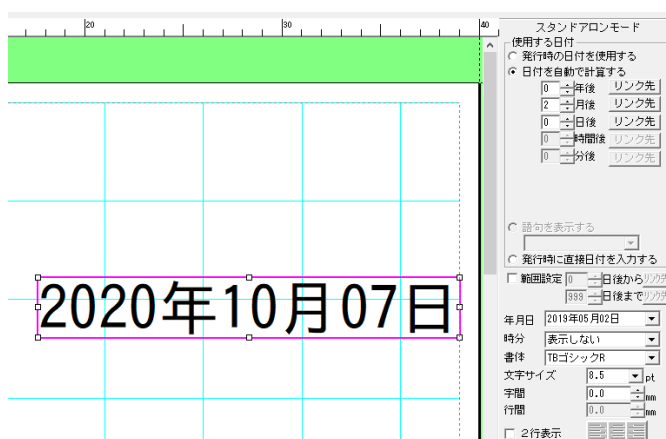 20
30
40
スタンドアロンモード
使用する日付
発行時の日付を使用する
日付を自動で計算する
0 年後 リンク先
2 月後 リンク先
0 日後 リンク先
0 時間後 リンク先
0 分後 リンク先
語句を表示する
発行時に直接日付を入力する
範囲設定 0 日後から リンク先
999 日後まで リンク先
2020年10月07日
年月日 2019年05月02日
時分 表示しない
書体 TBゴシックR
文字サイズ 8.5 pt
字間 0.0 mm
行間 0.0 mm
2行表示